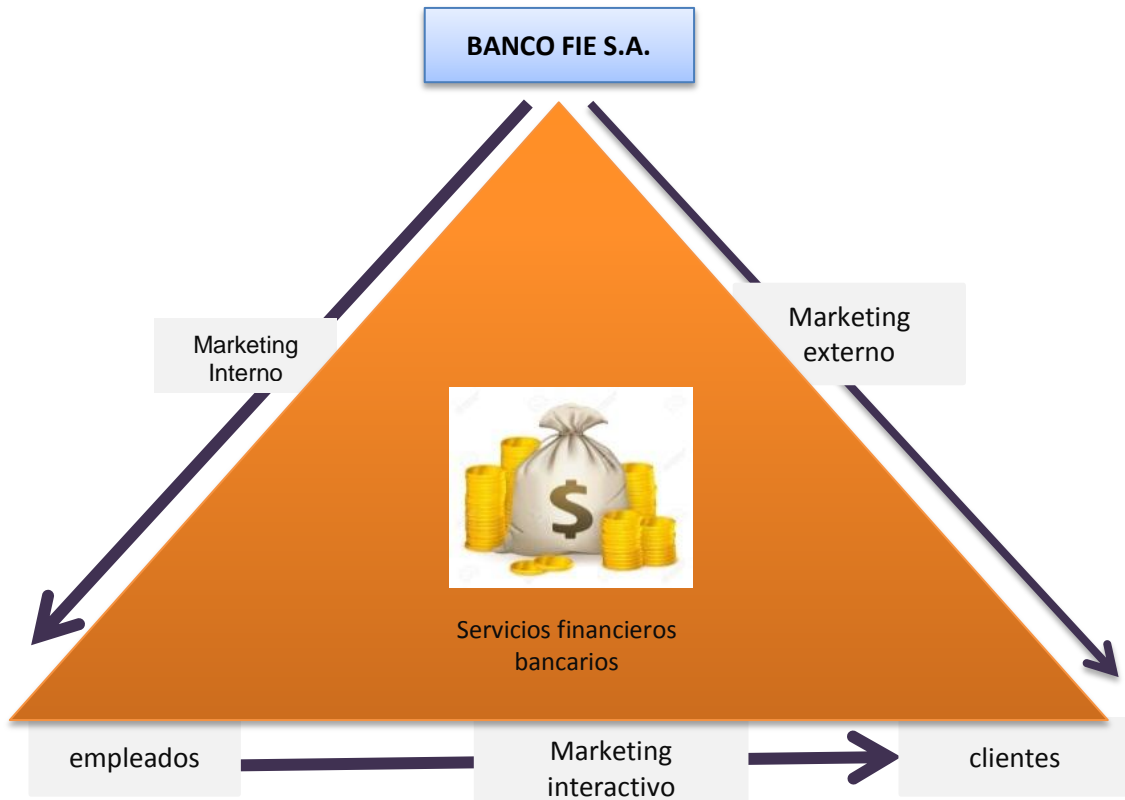 BANCO FIE S.A.
Marketing
Interno
Marketing
externo
$
Servicios financieros
bancarios
empleados
Marketing
interactivo
clientes